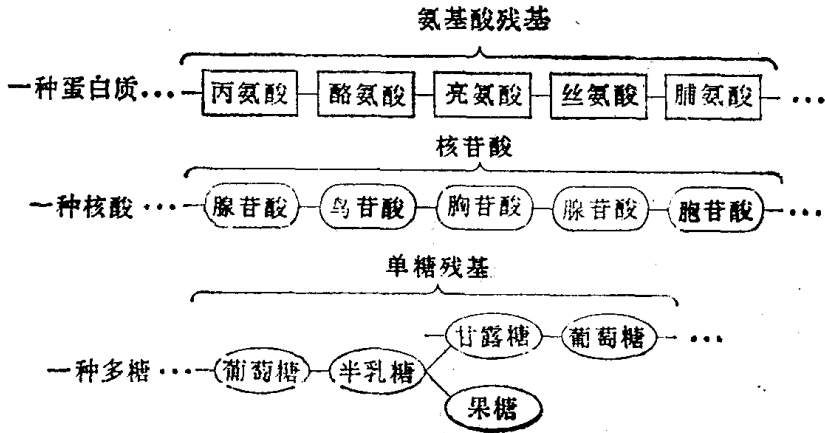 氨基酸残基
一种蛋白质… 丙氨酸 酪氨酸 亮氨酸 丝氨酸 脯氨酸 …
核苷酸
一种核酸… 腺苷酸 鸟苷酸 胸苷酸 腺苷酸 胞苷酸 …
单糖残基
甘露糖 葡萄糖 …
一种多糖… 葡萄糖 半乳糖
果糖